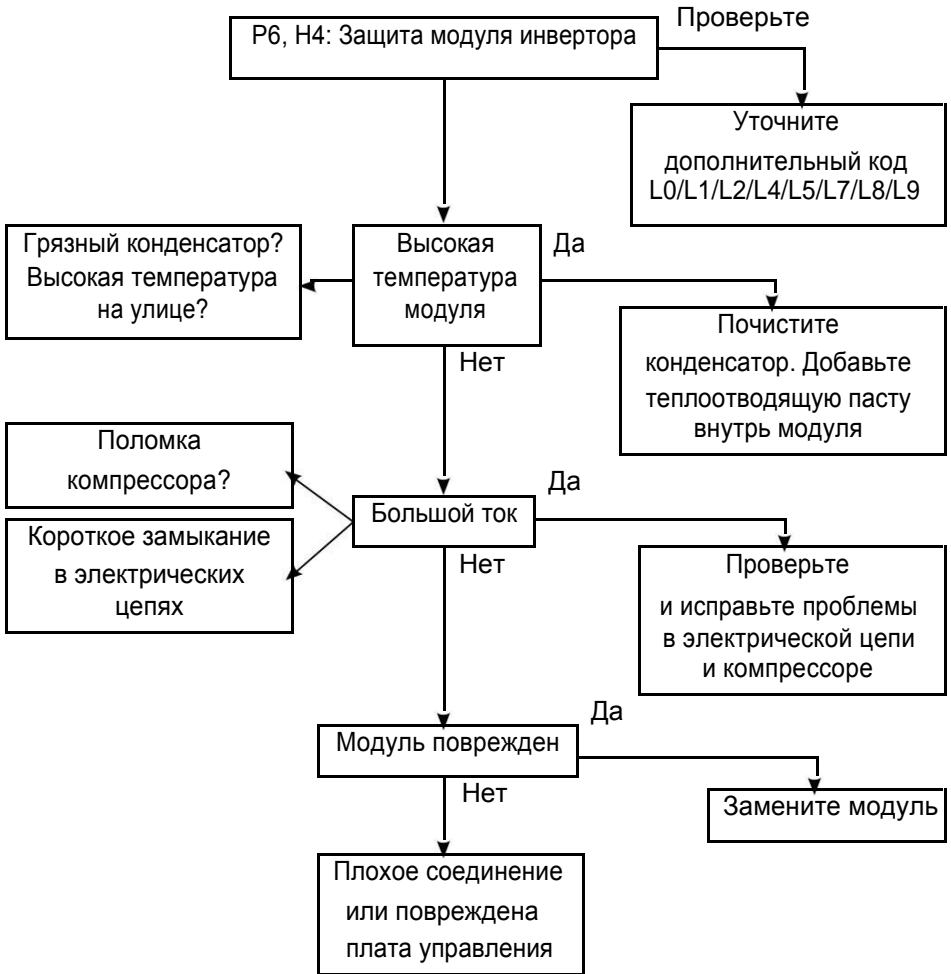 P6, H4: Защита модуля инвертора
Проверьте
Уточните
дополнительный код
L0/L1/L2/L4/L5/L7/L8/L9
Грязный конденсатор?
Высокая температура
на улице?
Высокая
температура
модуля
Да
Почистите
конденсатор. Добавьте
теплоотводящую пасту
внутрь модуля
Нет
Поломка
компрессора?
Короткое замыкание
в электрических
цепях
Большой ток
Да
Проверьте
и исправьте проблемы
в электрической цепи
и компрессоре
Нет
Модуль поврежден
Да
Замените модуль
Нет
Плохое соединение
или повреждена
плата управления